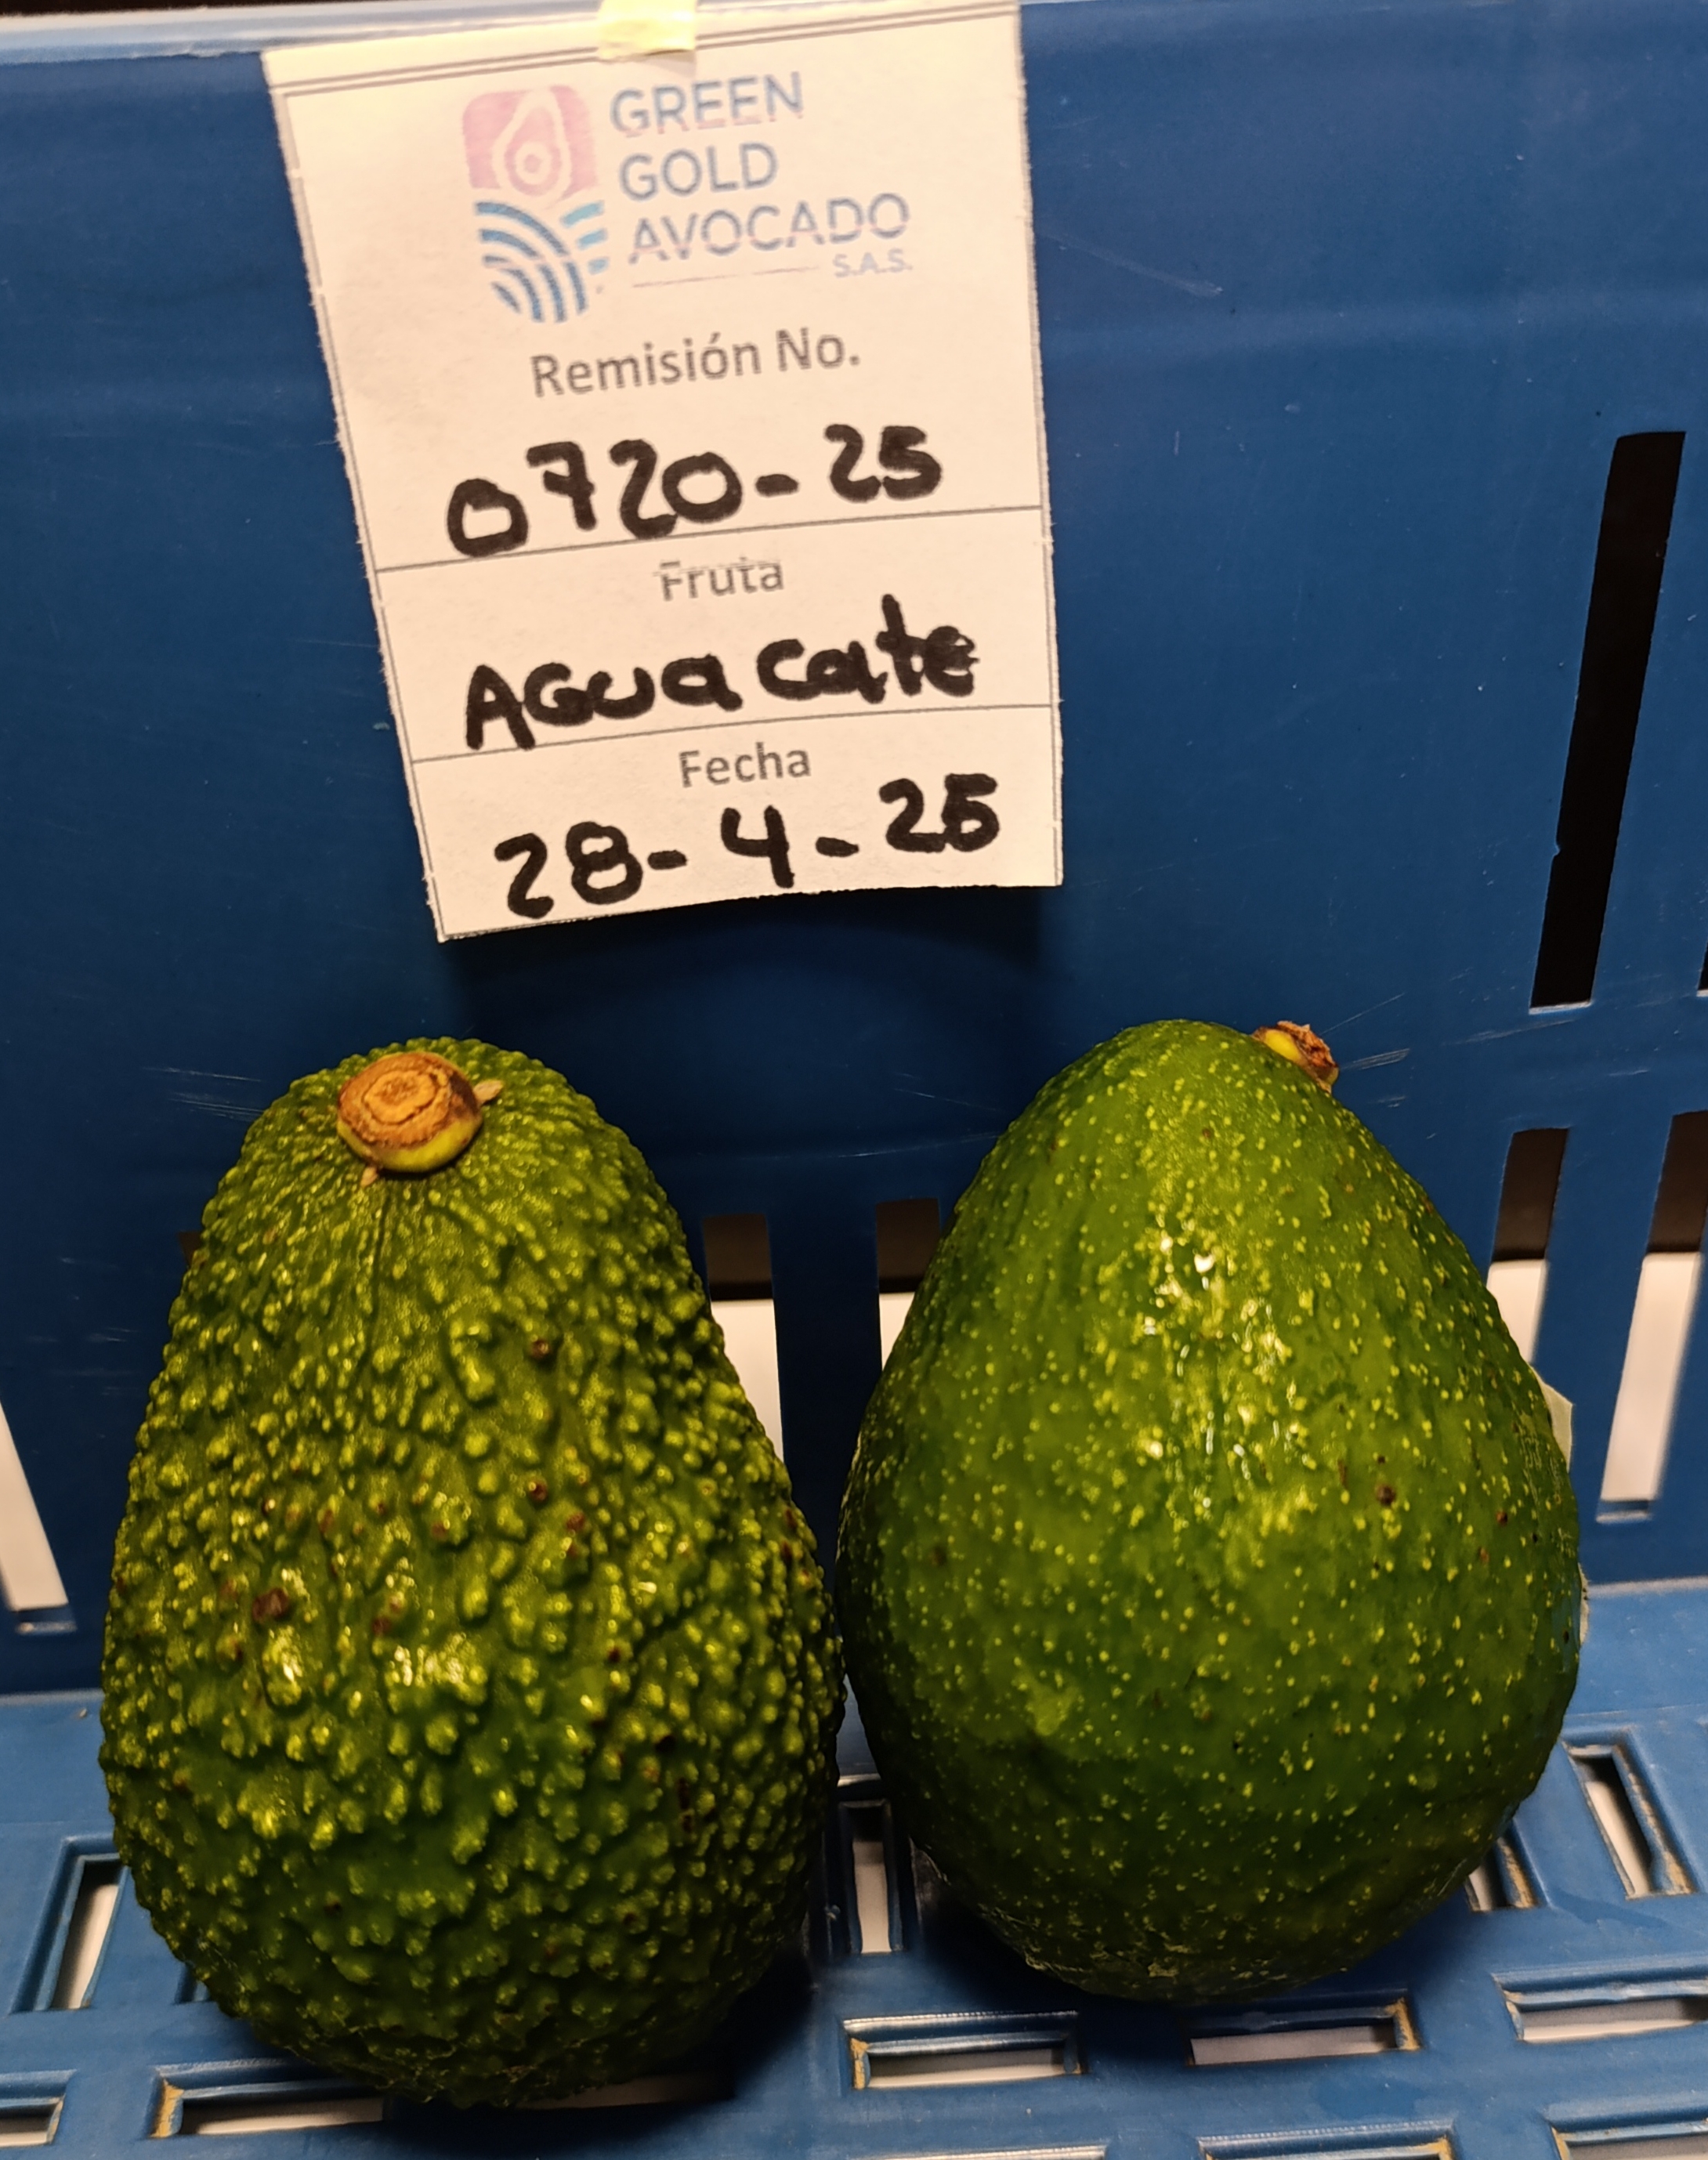 GREEN
GOLD
AVOCADO
S.A.S.
Remisión No.
0720-25
Fruta
AGuacate
Fecha
28-4-25